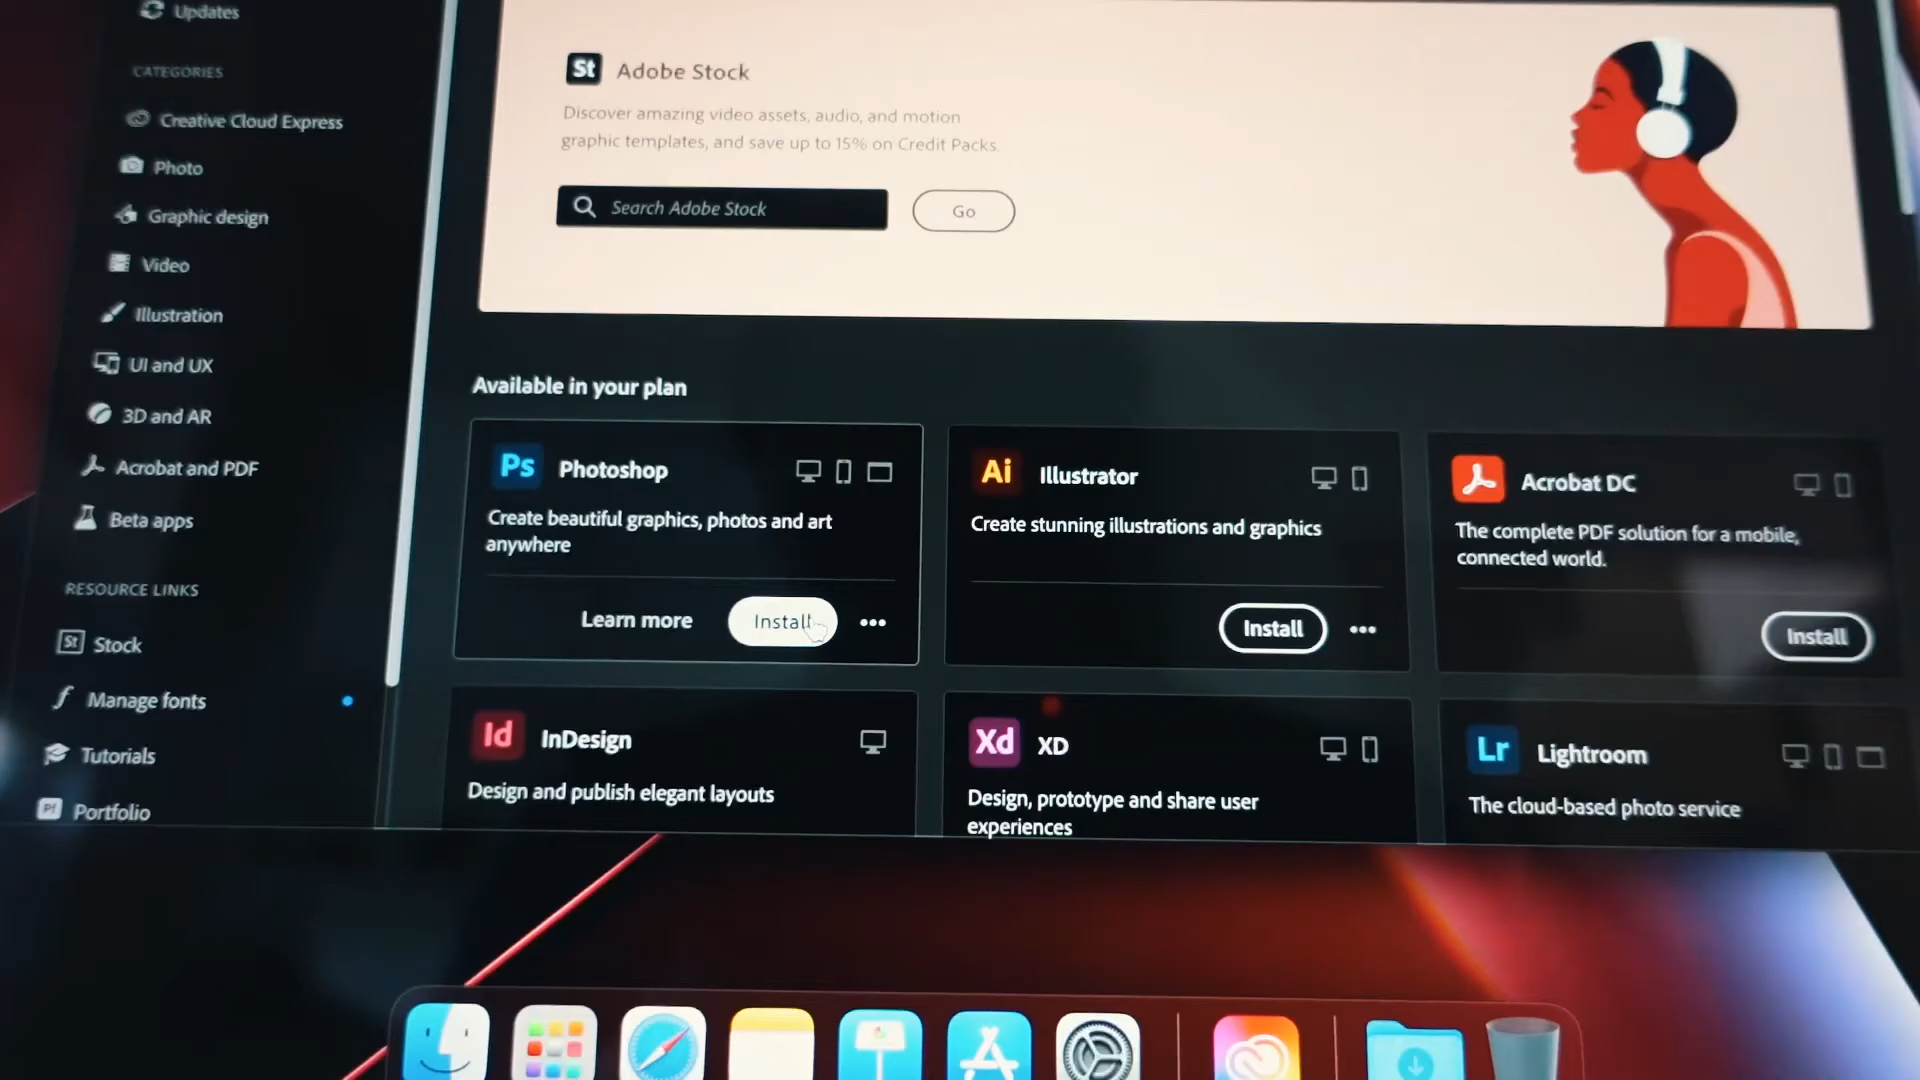 Updates
CATEGORIES
Creative Cloud Express
Photo
Graphic design
Video
Illustration
UI and UX
3D and AR
Acrobat and PDF
Beta apps
RESOURCE LINKS
St Stock
Manage fonts
Tutorials
Pf Portfolio
St Adobe Stock
Discover amazing video assets, audio, and motion
graphic templates, and save up to 15% on Credit Packs.
Search Adobe Stock
Go
Available in your plan
Ps Photoshop
Create beautiful graphics, photos and art
anywhere
Learn more
Install
Ai Illustrator
Create stunning illustrations and graphics
Install
Acrobat DC
The complete PDF solution for a mobile,
connected world.
Install
Id InDesign
Design and publish elegant layouts
Xd XD
Design, prototype and share user
experiences
Lr Lightroom
The cloud-based photo service